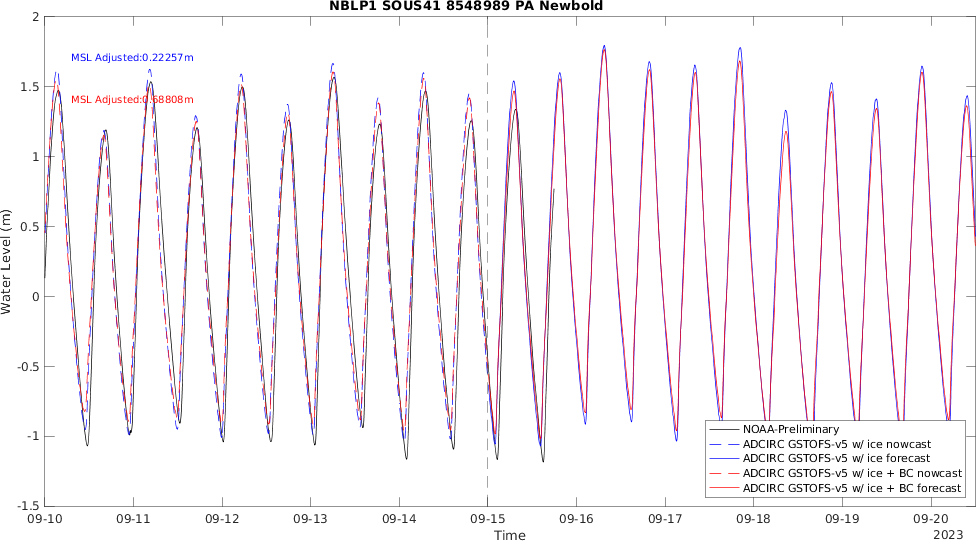 NBLP1 SOUS41 8548989 PA Newbold
2
1.5
1
0.5
0
-0.5
-1
-1.5
Water Level (m)
MSL Adjusted:0.22257m
MSL Adjusted:0.68808m
NOAA-Preliminary
ADCIRC GSTOFS-v5 w/ ice nowcast
ADCIRC GSTOFS-v5 w/ ice forecast
ADCIRC GSTOFS-v5 w/ ice + BC nowcast
ADCIRC GSTOFS-v5 w/ ice + BC forecast
09-10 09-11 09-12 09-13 09-14 09-15 09-16 09-17 09-18 09-19 09-20
Time
2023